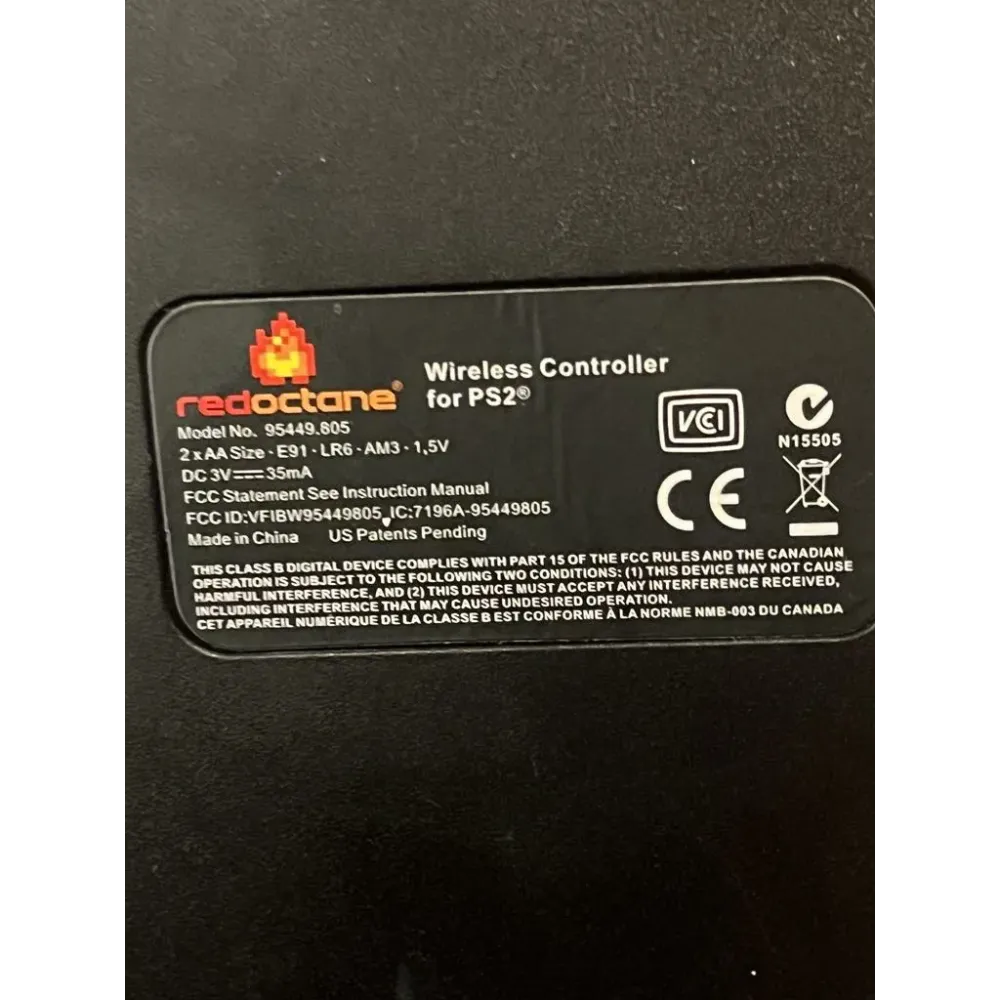 redoctane®
Wireless Controller
for PS2®
Model No. 95449.805
2 x AA Size - E91 - LR6 - AM3 - 1,5V
DC 3V⎓35mA
FCC Statement See Instruction Manual
FCC ID:VFIBW95449805 IC:7196A-95449805
Made in China US Patents Pending
VCCI
N15505
CE
THIS CLASS B DIGITAL DEVICE COMPLIES WITH PART 15 OF THE FCC RULES AND THE CANADIAN
OPERATION IS SUBJECT TO THE FOLLOWING TWO CONDITIONS: (1) THIS DEVICE MAY NOT CAUSE
HARMFUL INTERFERENCE, AND (2) THIS DEVICE MUST ACCEPT ANY INTERFERENCE RECEIVED,
INCLUDING INTERFERENCE THAT MAY CAUSE UNDESIRED OPERATION.
CET APPAREIL NUMÉRIQUE DE LA CLASSE B EST CONFORME À LA NORME NMB-003 DU CANADA